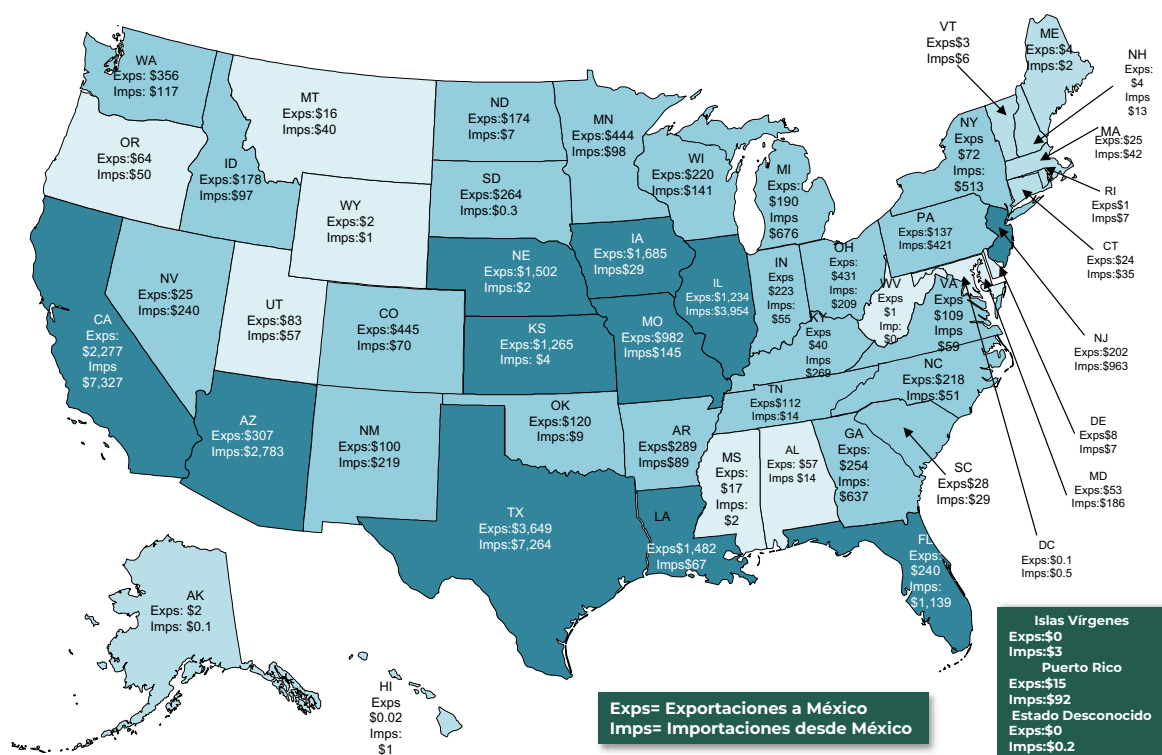 WA
Exps: $356
Imps: $117
OR
Exps:$64
Imps:$50
MT
Exps:$16
Imps:$40
ID
Exps:$178
Imps:$97
WY
Exps:$2
Imps:$1
ND
Exps:$174
Imps:$7
SD
Exps:$264
Imps:$0.3
MN
Exps:$444
Imps:$98
WI
Exps:$220
Imps:$141
MI
Exps:
$190
Imps
$676
VT
Exps$3
Imps$6
ME
Exps:$4
Imps:$2
NH
Exps:
$4
Imps
$13
NY
Exps
$72
Imps:
$513
MA
Exps:$25
Imps:$42
RI
Exps$1
Imps$7
CT
Exps:$24
Imps:$35
PA
Exps:$137
Imps:$421
NJ
Exps:$202
Imps:$963
CA
Exps:
$2,277
Imps
$7,327
NV
Exps:$25
Imps:$240
UT
Exps:$83
Imps:$57
CO
Exps:$445
Imps:$70
NE
Exps:$1,502
Imps:$2
KS
Exps:$1,265
Imps: $4
IA
Exps:$1,685
Imps$29
MO
Exps:$982
Imps$145
IL
Exps:$1,234
Imps:$3,954
IN
Exps
$223
Imps:
$55
OH
Exps:
$431
Imps:
$209
KY
Exps
$40
Imps
$269
WV
Exps
$1
Imp:
$0
VA
Exps
$109
Imps
$59
AZ
Exps:$307
Imps:$2,783
NM
Exps:$100
Imps:$219
OK
Exps:$120
Imps:$9
AR
Exps$289
Imps$89
TN
Exps$112
Imps:$14
NC
Exps:$218
Imps:$51
SC
Exps$28
Imps:$29
DE
Exps$8
Imps$7
MD
Exps:$53
Imps:$186
DC
Exps:$0.1
Imps:$0.5
TX
Exps:$3,649
Imps:$7,264
LA
Exps$1,482
Imps$67
MS
Exps:
$17
Imps:
$2
AL
Exps: $57
Imps $14
GA
Exps:
$254
Imps:
$637
FL
Exps:
$240
Imps:
$1,139
AK
Exps: $2
Imps: $0.1
HI
Exps
$0.02
Imps:
$1
Exps= Exportaciones a México
Imps= Importaciones desde México
Islas Vírgenes
Exps:$0
Imps:$3
Puerto Rico
Exps:$15
Imps:$92
Estado Desconocido
Exps:$0
Imps:$0.2